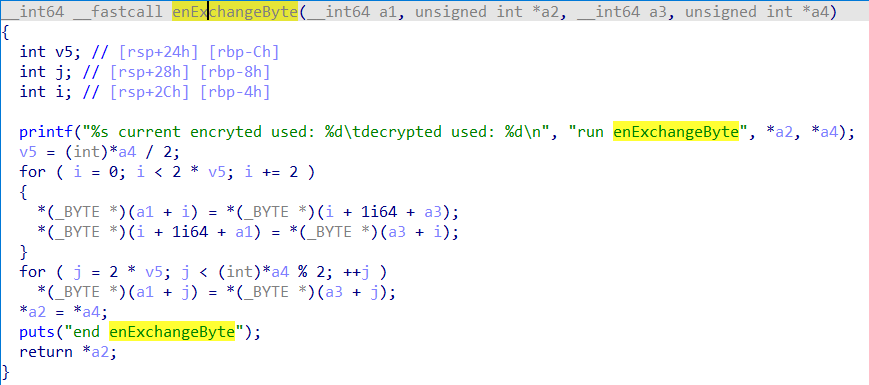 __int64 __fastcall enExchangeByte(__int64 a1, unsigned int *a2, __int64 a3, unsigned int *a4)
{
  int v5; // [rsp+24h] [rbp-Ch]
  int j; // [rsp+28h] [rbp-8h]
  int i; // [rsp+2Ch] [rbp-4h]

  printf("%s current encryted used: %d\tdecrypted used: %d\n", "run enExchangeByte", *a2, *a4);
  v5 = (int)*a4 / 2;
  for ( i = 0; i < 2 * v5; i += 2 )
  {
    *(_BYTE *)(a1 + i) = *(_BYTE *)(i + 1i64 + a3);
    *(_BYTE *)(i + 1i64 + a1) = *(_BYTE *)(a3 + i);
  }
  for ( j = 2 * v5; j < (int)*a4 % 2; ++j )
    *(_BYTE *)(a1 + j) = *(_BYTE *)(a3 + j);
  *a2 = *a4;
  puts("end enExchangeByte");
  return *a2;
}